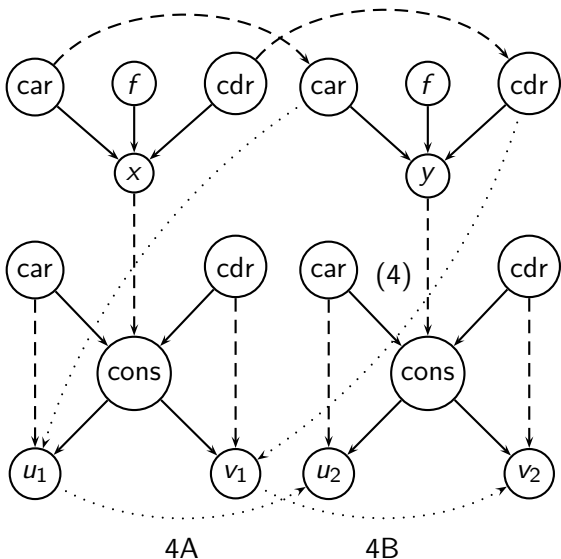 car f cdr car f cdr
x y
car cdr car (4) cdr
cons cons
u1 v1 u2 v2
4A 4B